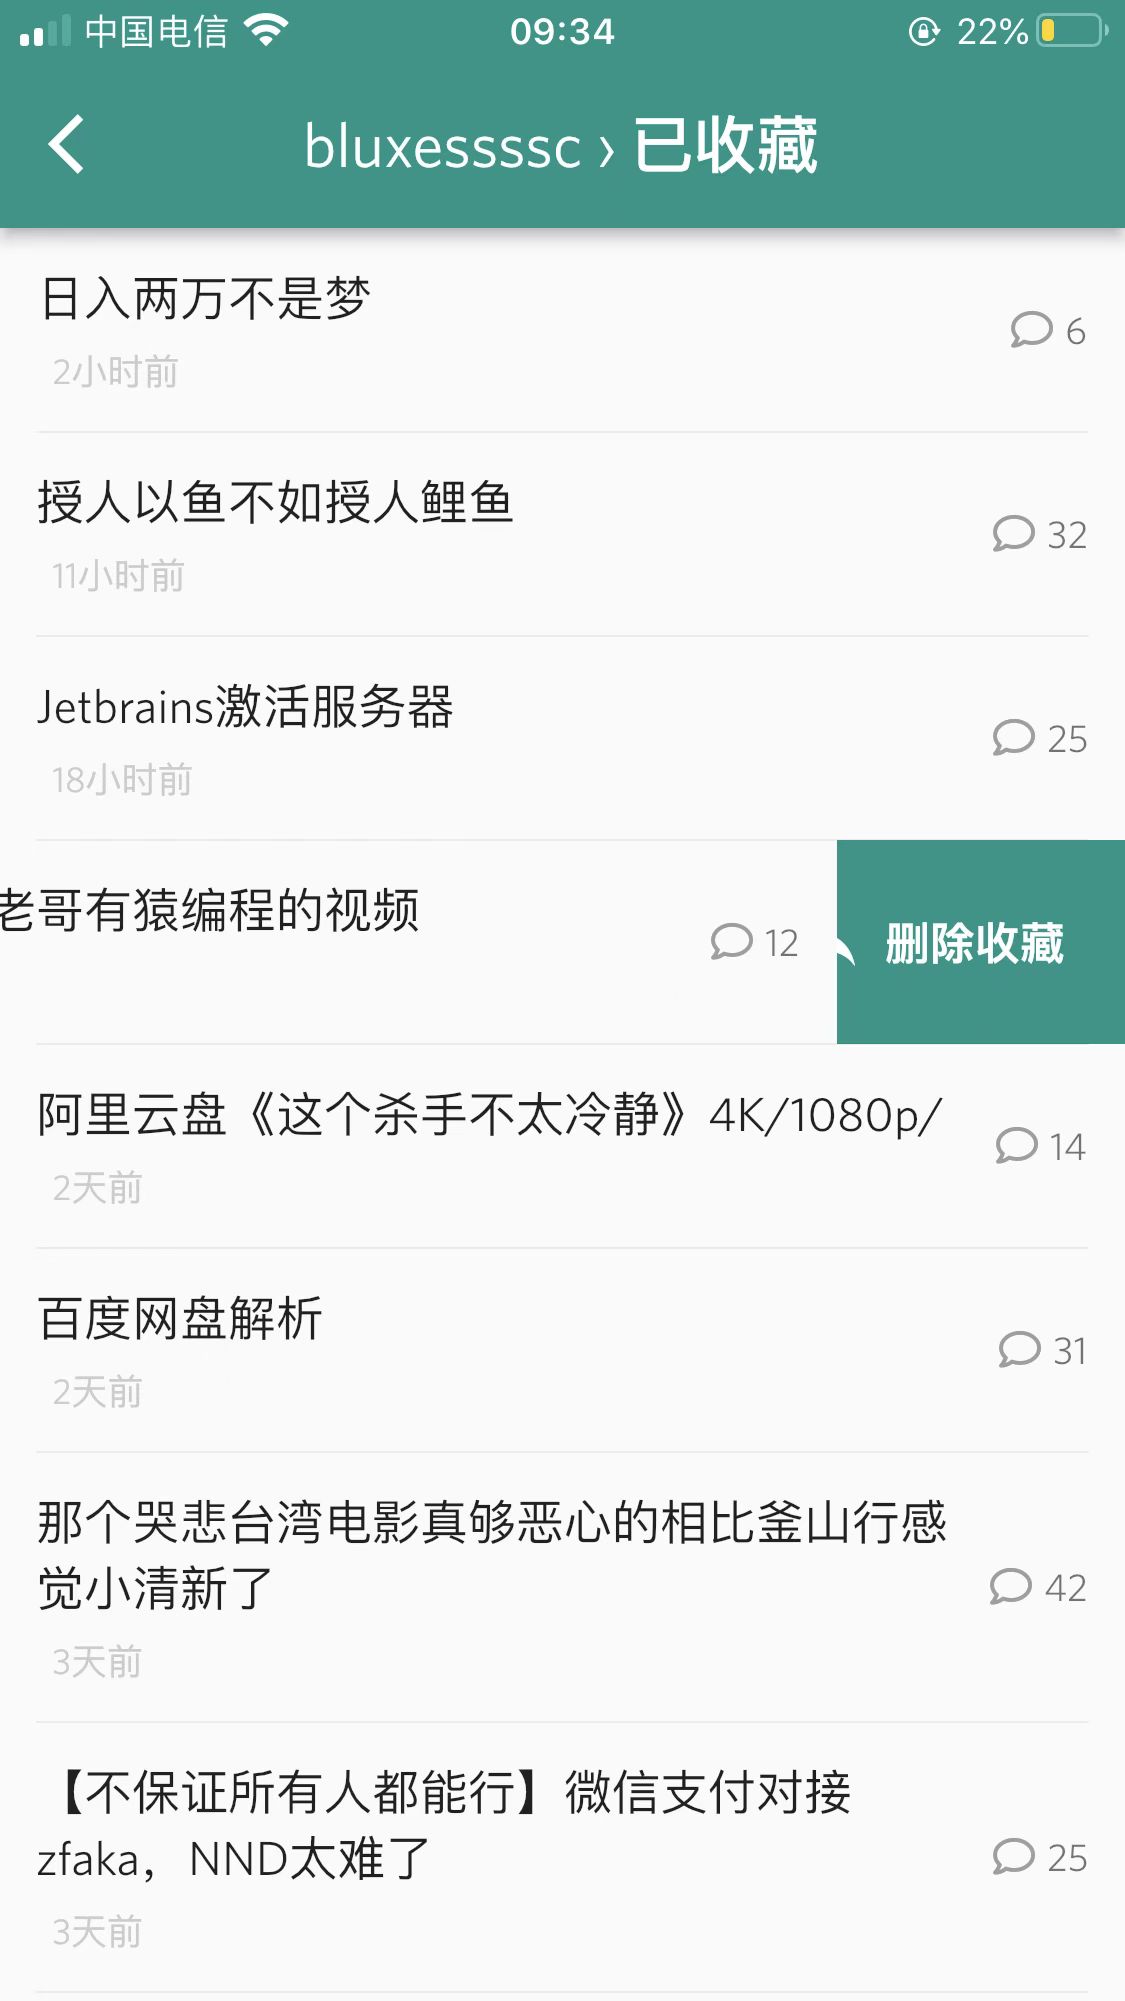 中国电信 09:34 22%
bluxessssc › 已收藏
日入两万不是梦
6
2小时前
授人以鱼不如授人鲤鱼
32
11小时前
Jetbrains激活服务器
25
18小时前
老哥有猿编程的视频
12 删除收藏
阿里云盘《这个杀手不太冷静》4K/1080p/
14
2天前
百度网盘解析
31
2天前
那个哭悲台湾电影真够恶心的相比釜山行感
觉小清新了
42
3天前
【不保证所有人都能行】微信支付对接
zfaka，NND太难了
25
3天前